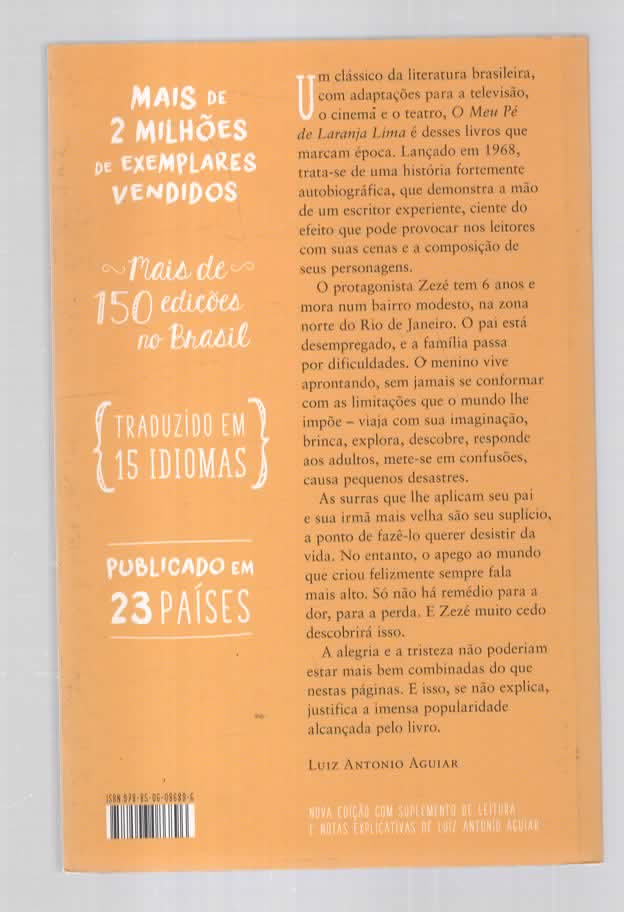 MAIS DE
2 MILHÕES
DE EXEMPLARES
VENDIDOS
Mais de
150 edições
no Brasil
TRADUZIDO EM
15 IDIOMAS
PUBLICADO EM
23 PAÍSES
ISBN 978-85-06-08688-6
Um clássico da literatura brasileira,
com adaptações para a televisão,
o cinema e o teatro, O Meu Pé
de Laranja Lima é desses livros que
marcam época. Lançado em 1968,
trata-se de uma história fortemente
autobiográfica, que demonstra a mão
de um escritor experiente, ciente do
efeito que pode provocar nos leitores
com suas cenas e a composição de
seus personagens.
O protagonista Zezé tem 6 anos e
mora num bairro modesto, na zona
norte do Rio de Janeiro. O pai está
desempregado, e a família passa
por dificuldades. O menino vive
aprontando, sem jamais se conformar
com as limitações que o mundo lhe
impõe – viaja com sua imaginação,
brinca, explora, descobre, responde
aos adultos, mete-se em confusões,
causa pequenos desastres.
As surras que lhe aplicam seu pai
e sua irmã mais velha são seu suplício,
a ponto de fazê-lo querer desistir da
vida. No entanto, o apego ao mundo
que criou felizmente sempre fala
mais alto. Só não há remédio para a
dor, para a perda. E Zezé muito cedo
descobrirá isso.
A alegria e a tristeza não poderiam
estar mais bem combinadas do que
nestas páginas. E isso, se não explica,
justifica a imensa popularidade
alcançada pelo livro.
LUIZ ANTONIO AGUIAR
NOVA EDIÇÃO COM SUPLEMENTO DE LEITURA
E NOTAS EXPLICATIVAS DE LUIZ ANTONIO AGUIAR